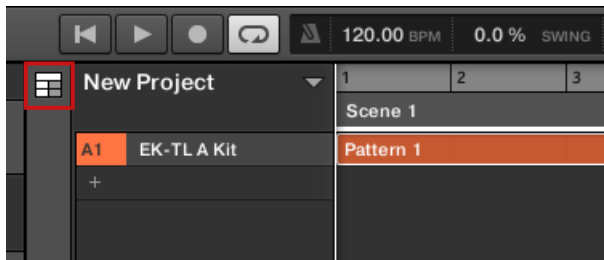 120.00 BPM 0.0 % SWING
New Project 1 2 3
Scene 1
A1 EK-TL A Kit Pattern 1
+